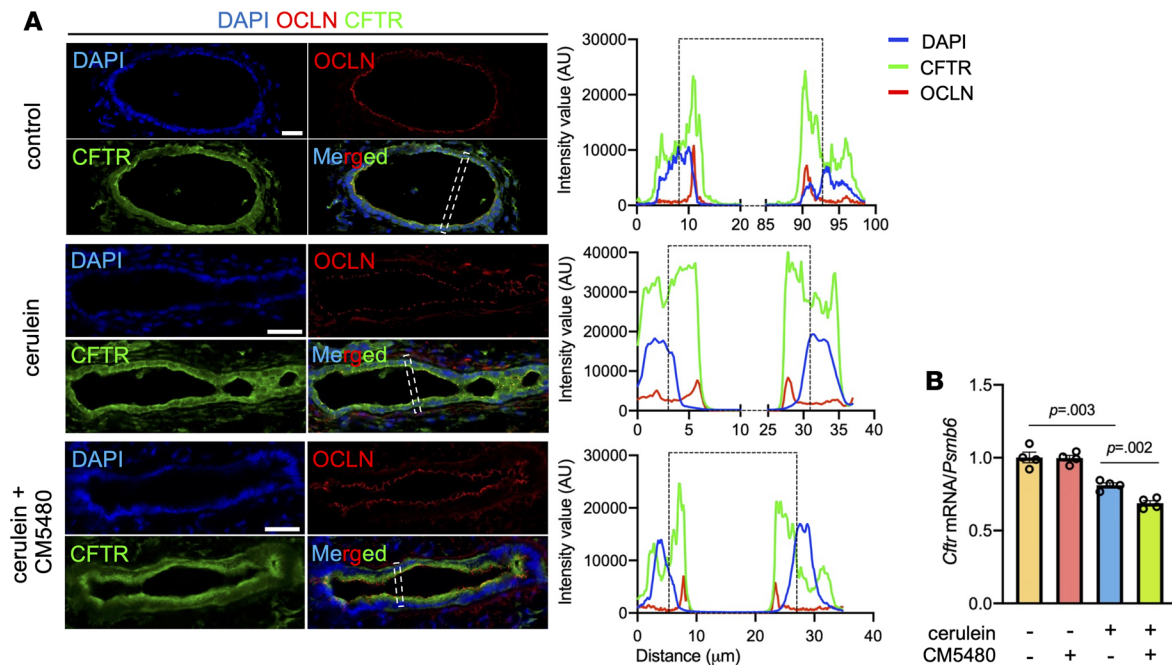 A
DAPI OCLN CFTR
control
DAPI
OCLN
CFTR
Merged
Intensity value (AU)
30000
20000
10000
0
0 5 10 15 20 85 90 95 100
DAPI
CFTR
OCLN
cerulein
DAPI
OCLN
CFTR
Merged
Intensity value (AU)
40000
30000
20000
10000
0
0 5 10 25 30 35 40
cerulein +
CM5480
DAPI
OCLN
CFTR
Merged
Intensity value (AU)
30000
20000
10000
0
0 10 20 30 40
Distance (μm)
B
Cftr mRNA/Psmb6
1.5
1.0
0.5
0.0
p=.003
p=.002
cerulein - - + +
CM5480 - + - +